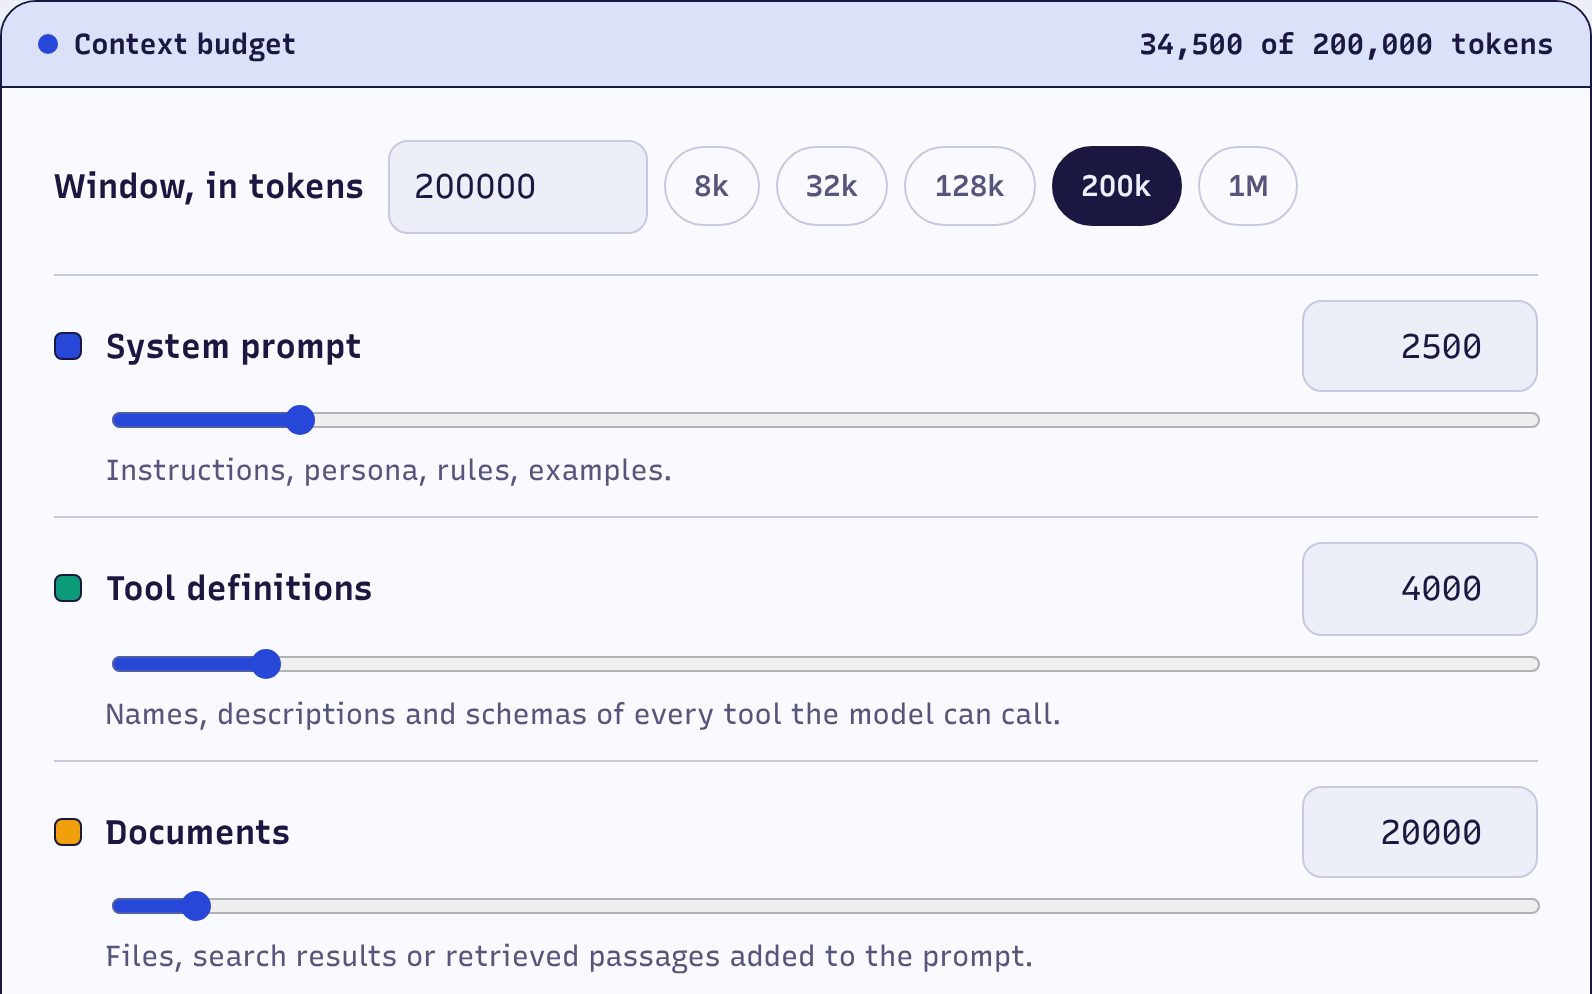 Context budget
34,500 of 200,000 tokens
Window, in tokens 200000 8k 32k 128k 200k 1M
System prompt 2500
Instructions, persona, rules, examples.
Tool definitions 4000
Names, descriptions and schemas of every tool the model can call.
Documents 20000
Files, search results or retrieved passages added to the prompt.